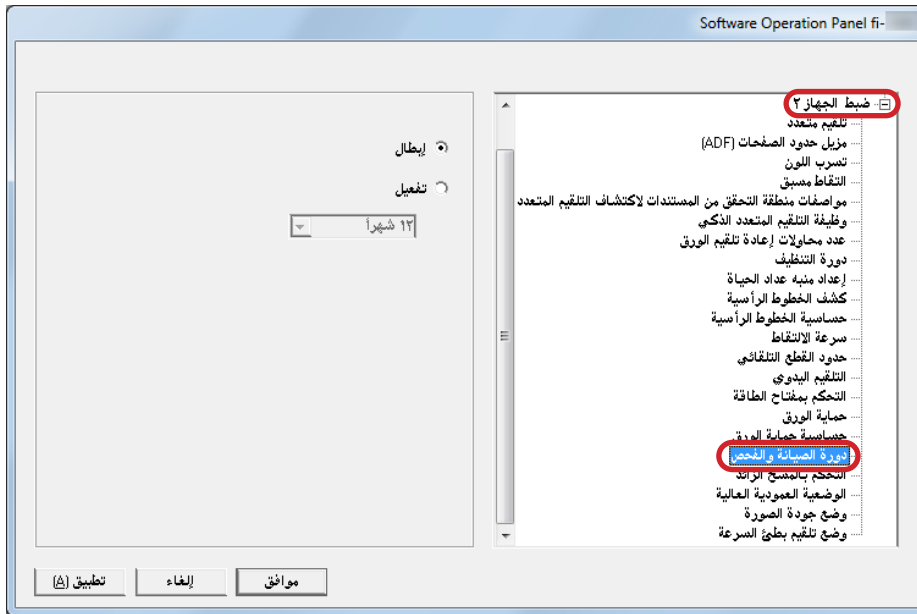 Software Operation Panel fi-
ضبط الجهاز ٢
تلقيم متعدد
مزيل حدود الصفحات (ADF)
تسرب اللون
التقاط مسبق
مواصفات منطقة التحقق من المستندات لاكتشاف التلقيم المتعدد
وظيفة التلقيم المتعدد الذكي
عدد محاولات إعادة تلقيم الورق
دورة التنظيف
إعداد منبه عداد الحياة
كشف الخطوط الرأسية
حساسية الخطوط الرأسية
سرعة الالتقاط
حدود القطع التلقائي
التلقيم اليدوي
التحكم بمفتاح الطاقة
حماية الورق
حساسية حماية الورق
دورة الصيانة والفحص
التحكم بالمسح الزائد
الوضعية العمودية العالية
وضع جودة الصورة
وضع تلقيم بطئ السرعة
إبطال
تفعيل
١٢ شهراً
موافق
إلغاء
تطبيق (A)